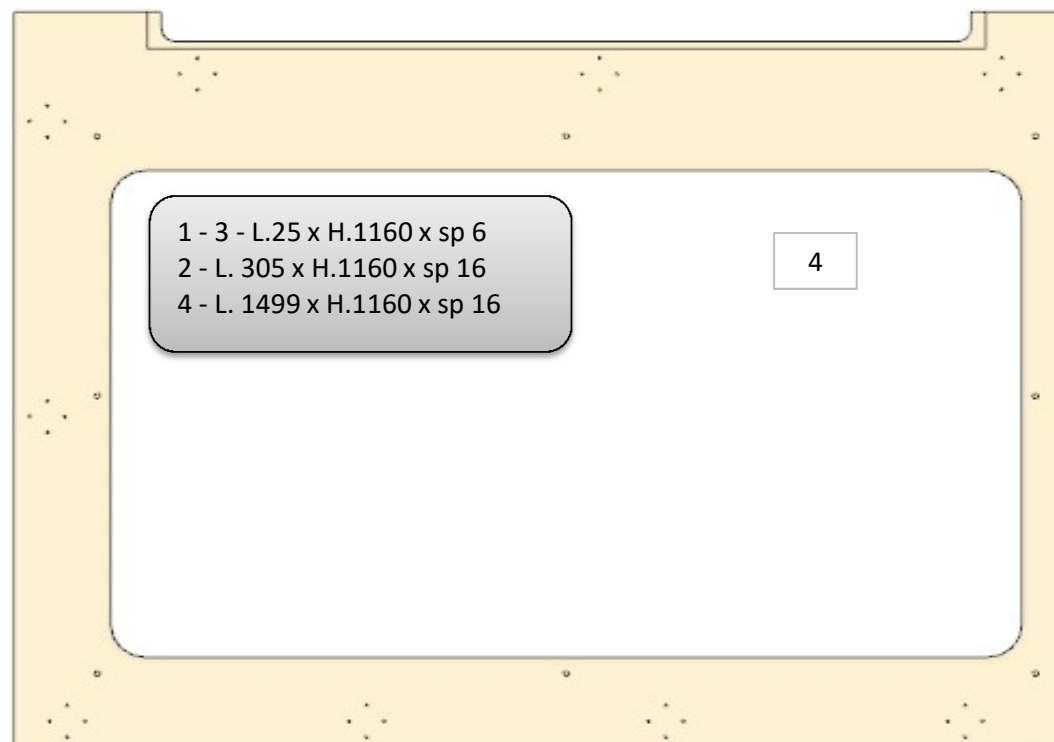 1 - 3 - L.25 x H.1160 x sp 6
2 - L. 305 x H.1160 x sp 16
4 - L. 1499 x H.1160 x sp 16
4